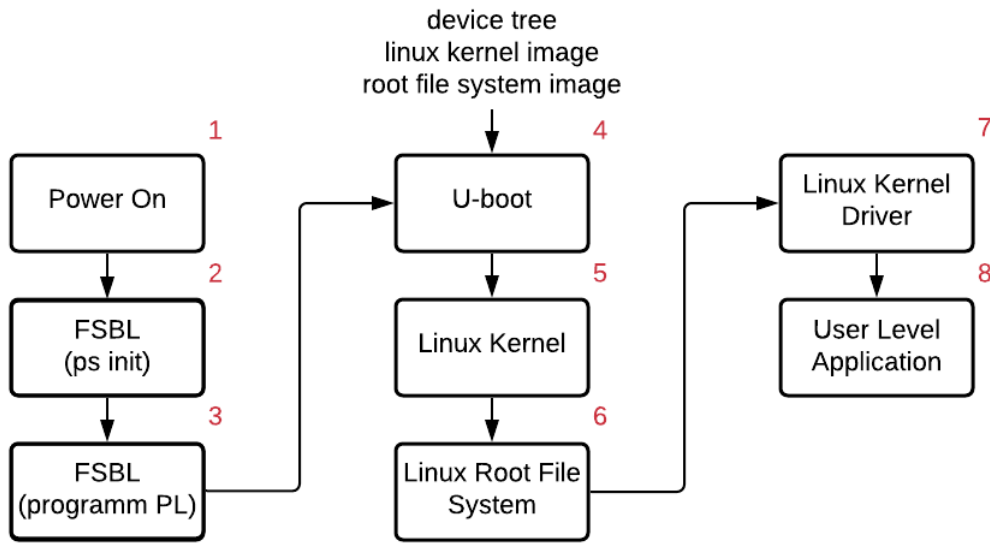 1
Power On
2
FSBL
(ps init)
3
FSBL
(programm PL)
device tree
linux kernel image
root file system image
4
U-boot
5
Linux Kernel
6
Linux Root File
System
7
Linux Kernel
Driver
8
User Level
Application